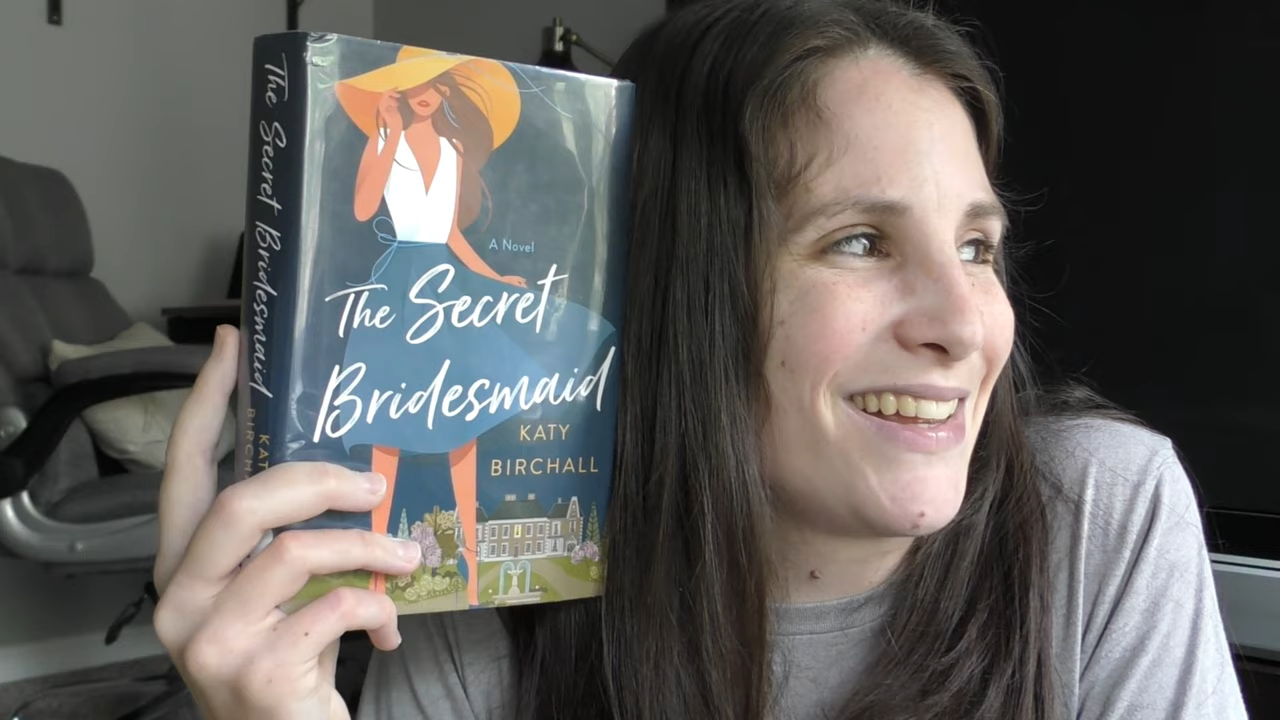 The Secret Bridesmaid
A Novel
The Secret
Bridesmaid
KATY
BIRCHALL